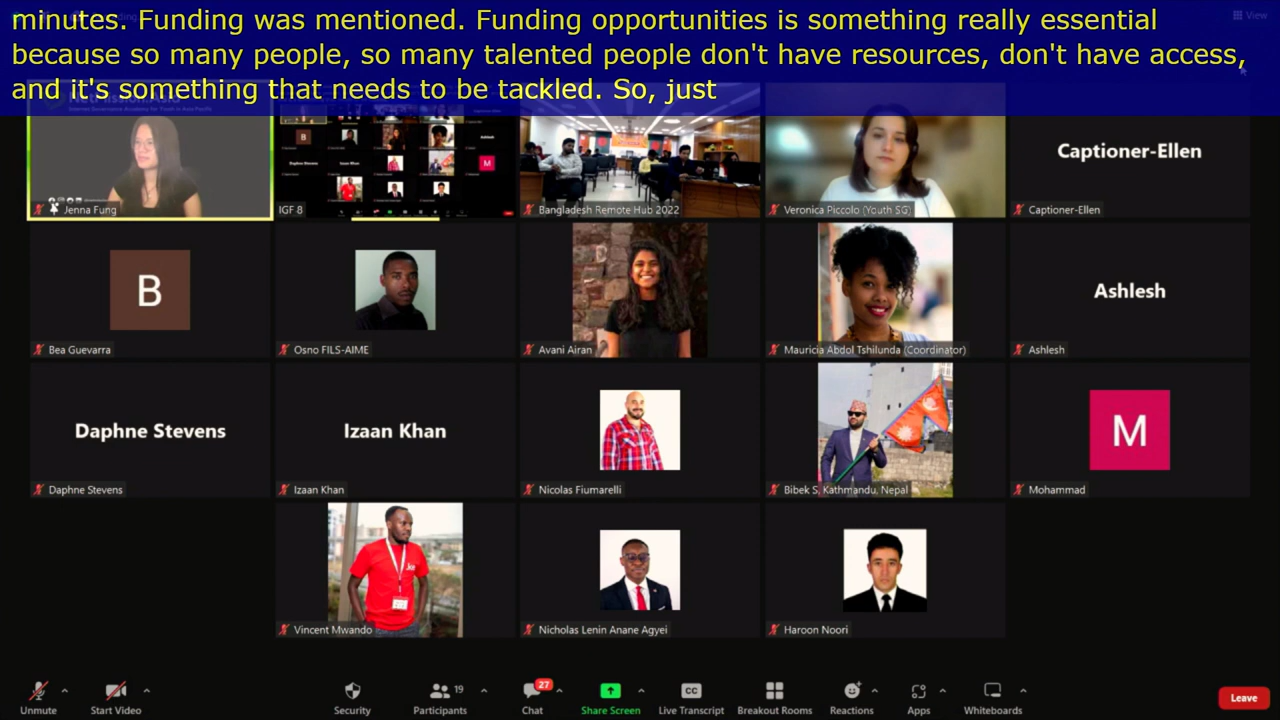 minutes. Funding was mentioned. Funding opportunities is something really essential
because so many people, so many talented people don't have resources, don't have access,
and it's something that needs to be tackled. So, just
View
Jenna Fung
IGF 8
Bangladesh Remote Hub 2022
Veronica Piccolo (Youth SG)
Captioner-Ellen
Captioner-Ellen
B
Bea Guevarra
Osno FILS-AIME
Avani Airan
Mauricia Abdol Tshilunda (Coordinator)
Ashlesh
Ashlesh
Daphne Stevens
Daphne Stevens
Izaan Khan
Izaan Khan
Nicolas Fiumarelli
Bibek S, Kathmandu, Nepal
M
Mohammad
Vincent Mwando
Nicholas Lenin Anane Agyei
Haroon Noori
Unmute
Start Video
Security
Participants
19
Chat
27
Share Screen
CC
Live Transcript
Breakout Rooms
Reactions
Apps
Whiteboards
Leave